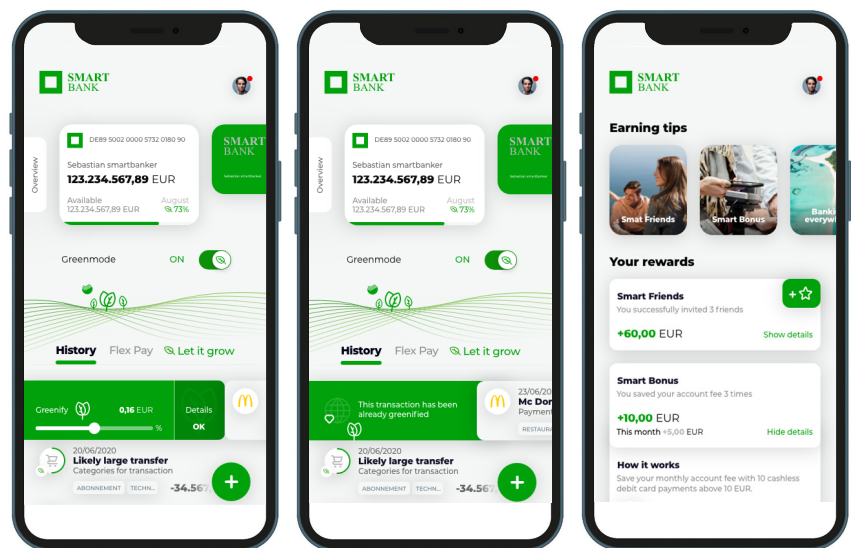 SMART
BANK
Overview
DE89 5002 0000 5732 0180 90
Sebastian smartbanker
123.234.567,89 EUR
Available
August
123.234.567,89 EUR
73%
SMART
BANK
Sebastian smartbanker
Greenmode
ON
History
Flex Pay
Let it grow
Greenify
0,16 EUR
%
Details
OK
20/06/2020
Likely large transfer
Categories for transaction
ABONNEMENT
TECHN...
-34.567
+
SMART
BANK
Overview
DE89 5002 0000 5732 0180 90
Sebastian smartbanker
123.234.567,89 EUR
Available
August
123.234.567,89 EUR
73%
SMART
BANK
Sebastian smartbanker
Greenmode
ON
History
Flex Pay
Let it grow
This transaction has been
already greenified
23/06/20
Mc Don
Payment
RESTAURA
20/06/2020
Likely large transfer
Categories for transaction
ABONNEMENT
TECHN...
-34.567
+
SMART
BANK
Earning tips
Smat Friends
Smart Bonus
Banki
everywh
Your rewards
+
Smart Friends
You successfully invited 3 friends
+60,00 EUR
Show details
Smart Bonus
You saved your account fee 3 times
+10,00 EUR
This month +5,00 EUR
Hide details
How it works
Save your monthly account fee with 10 cashless
debit card payments above 10 EUR.